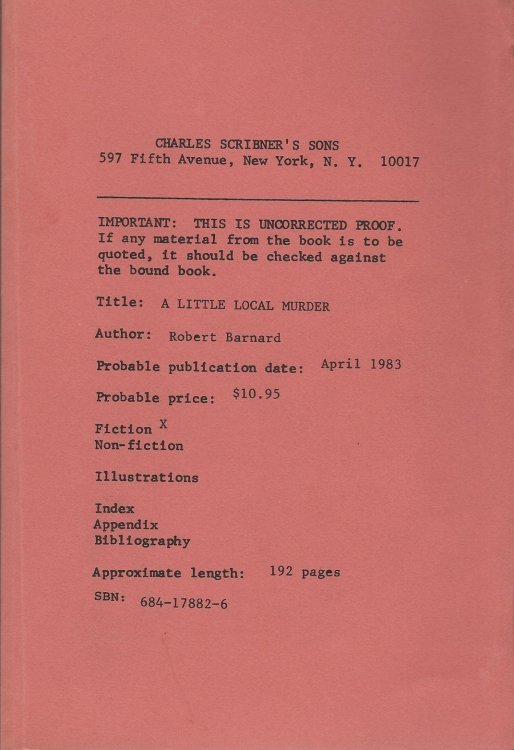 CHARLES SCRIBNER'S SONS
597 Fifth Avenue, New York, N. Y. 10017
IMPORTANT: THIS IS UNCORRECTED PROOF.
If any material from the book is to be
quoted, it should be checked against
the bound book.
Title: A LITTLE LOCAL MURDER
Author: Robert Barnard
Probable publication date: April 1983
Probable price: $10.95
Fiction X
Non-fiction
Illustrations
Index
Appendix
Bibliography
Approximate length: 192 pages
SBN: 684-17882-6